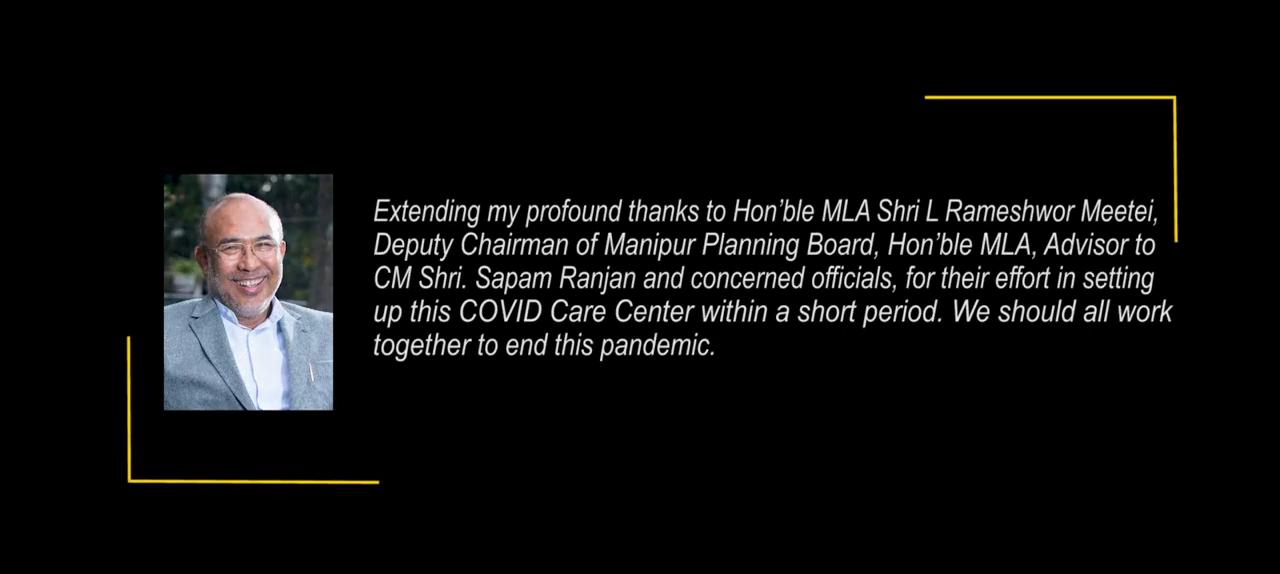 Extending my profound thanks to Hon’ble MLA Shri L Rameshwor Meetei,
Deputy Chairman of Manipur Planning Board, Hon’ble MLA, Advisor to
CM Shri. Sapam Ranjan and concerned officials, for their effort in setting
up this COVID Care Center within a short period. We should all work
together to end this pandemic.